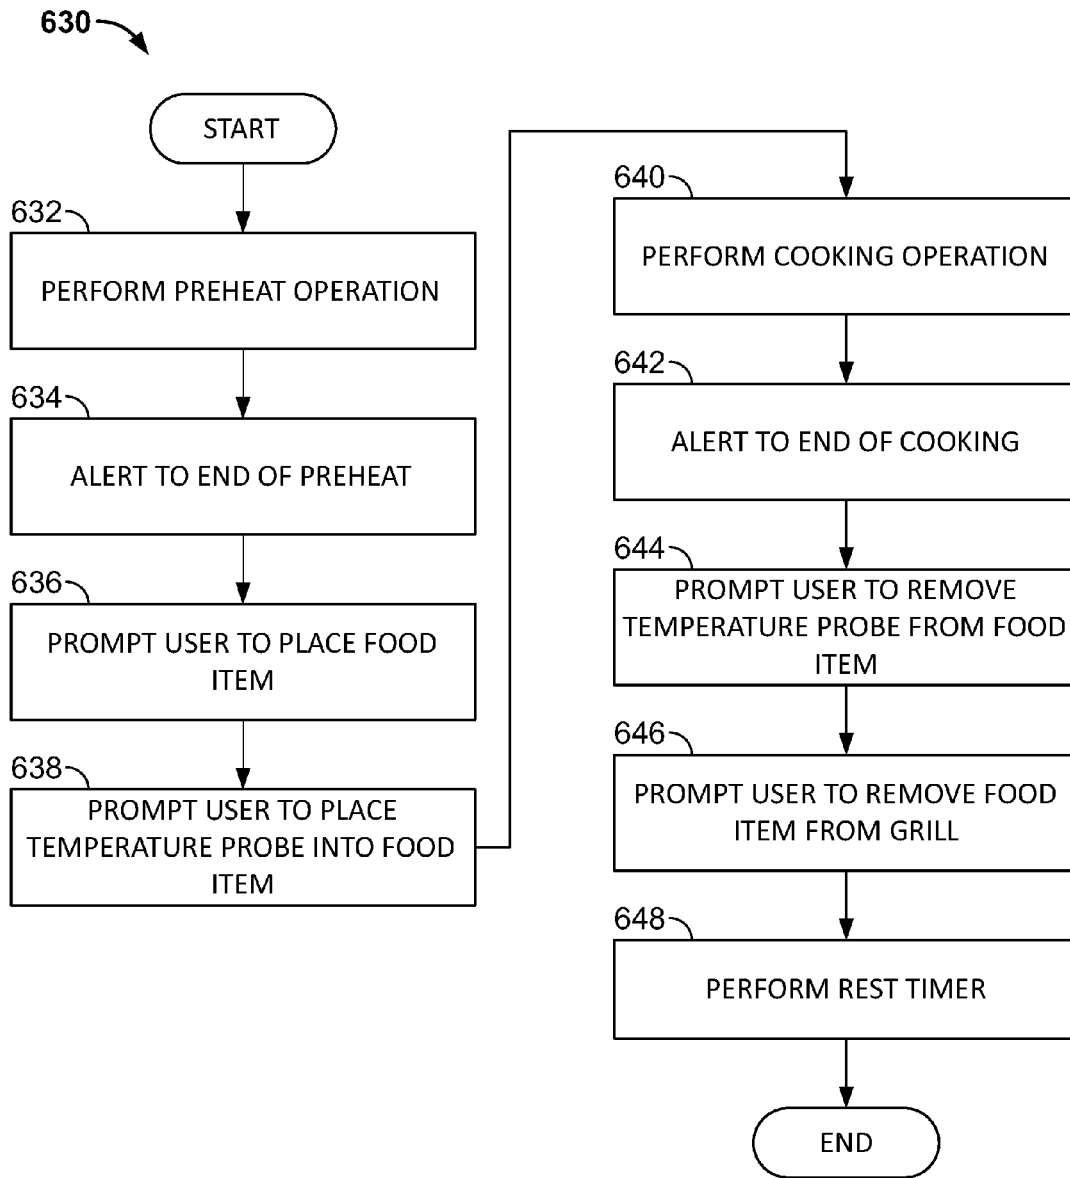 630
START
632
PERFORM PREHEAT OPERATION
634
ALERT TO END OF PREHEAT
636
PROMPT USER TO PLACE FOOD
ITEM
638
PROMPT USER TO PLACE
TEMPERATURE PROBE INTO FOOD
ITEM
640
PERFORM COOKING OPERATION
642
ALERT TO END OF COOKING
644
PROMPT USER TO REMOVE
TEMPERATURE PROBE FROM FOOD
ITEM
646
PROMPT USER TO REMOVE FOOD
ITEM FROM GRILL
648
PERFORM REST TIMER
END